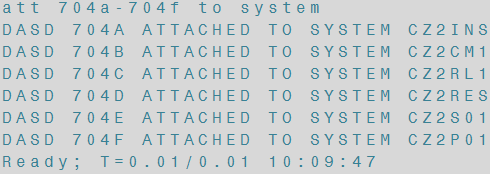 att 704a-704f to system
DASD 704A ATTACHED TO SYSTEM CZ2INS
DASD 704B ATTACHED TO SYSTEM CZ2CM1
DASD 704C ATTACHED TO SYSTEM CZ2RL1
DASD 704D ATTACHED TO SYSTEM CZ2RES
DASD 704E ATTACHED TO SYSTEM CZ2S01
DASD 704F ATTACHED TO SYSTEM CZ2P01
Ready; T=0.01/0.01 10:09:47